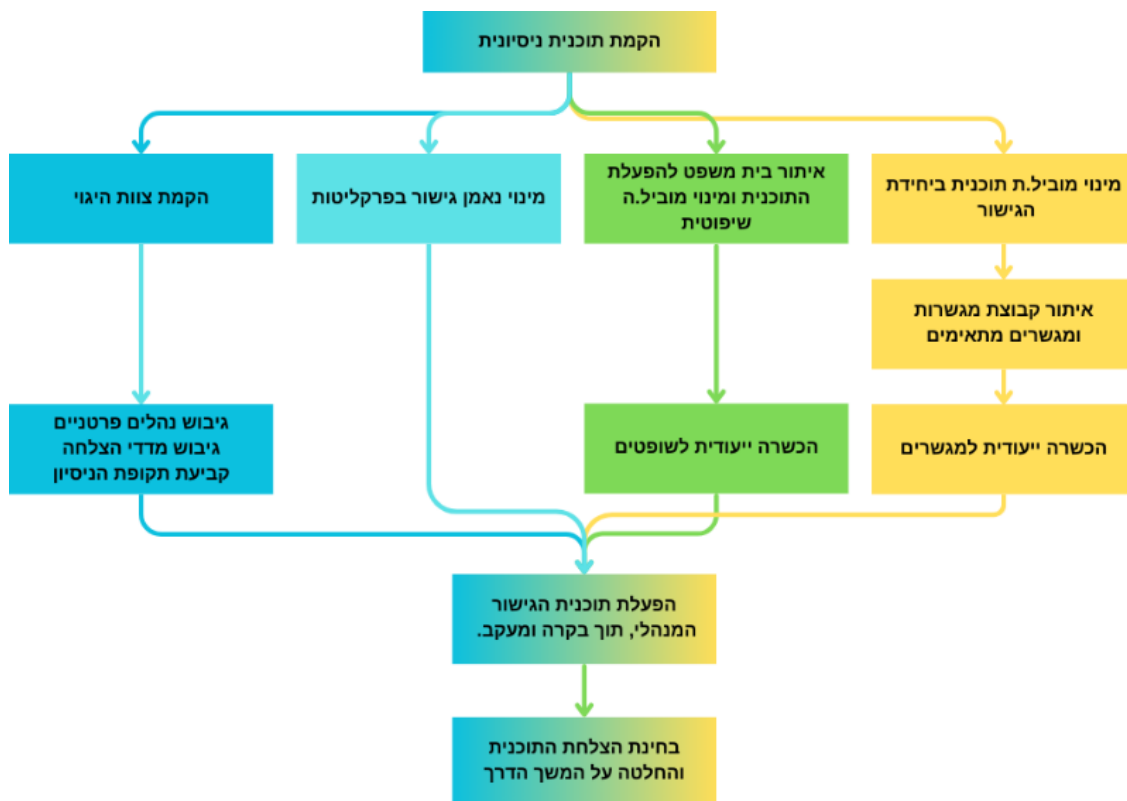 הקמת תוכנית ניסיונית
מינוי מוביל.ת תוכנית ביחידת
הגישור
איתור בית משפט להפעלת
התוכנית ומינוי מוביל.ה
שיפוטית
מינוי נאמן גישור בפרקליטות
הקמת צוות היגוי
איתור קבוצת מגשרות
ומגשרים מתאימים
הכשרה ייעודית למגשרים
הכשרה ייעודית לשופטים
גיבוש נהלים פרטניים
גיבוש מדדי הצלחה
קביעת תקופת הניסיון
הפעלת תוכנית הגישור
המנהלי, תוך בקרה ומעקב.
בחינת הצלחת התוכנית
והחלטה על המשך הדרך